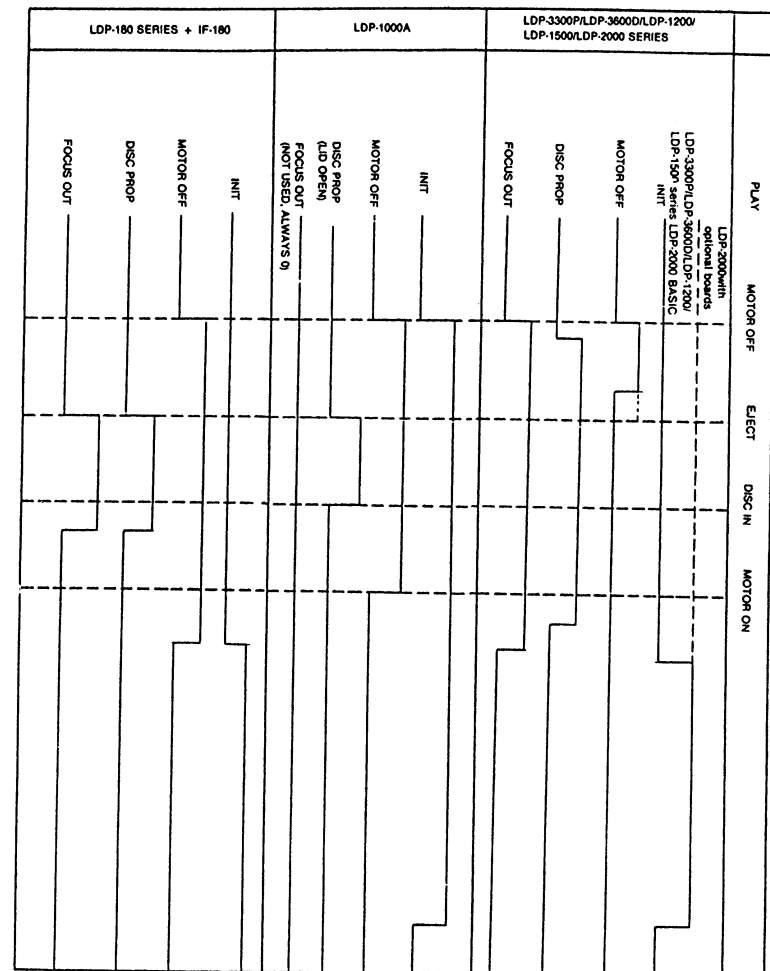 PLAY
MOTOR OFF
EJECT
DISC IN
MOTOR ON
LDP-3300P/LDP-3600D/LDP-1200/
LDP-1500/LDP-2000 SERIES
LDP-2000with
optional boards
LDP-3300P/LDP-3600D/LDP-1200/
LDP-150º series LDP-2000 BASIC
INIT
MOTOR OFF
DISC PROP
FOCUS OUT
LDP-1000A
INIT
MOTOR OFF
DISC PROP
(LID OPEN)
FOCUS OUT
(NOT USED, ALWAYS 0)
LDP-180 SERIES + IF-180
INIT
MOTOR OFF
DISC PROP
FOCUS OUT